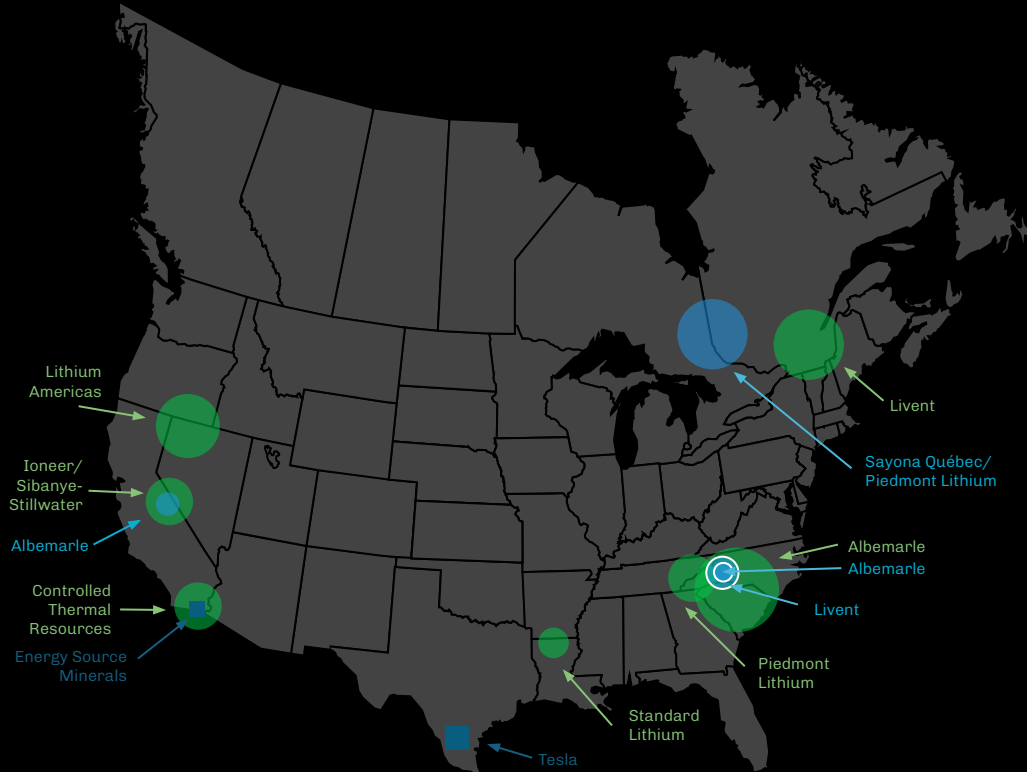 Lithium
Americas
Ioneer/
Sibanye-
Stillwater
Albemarle
Controlled
Thermal
Resources
Energy Source
Minerals
Livent
Sayona Québec/
Piedmont Lithium
Albemarle
Albemarle
Livent
Piedmont
Lithium
Standard
Lithium
Tesla